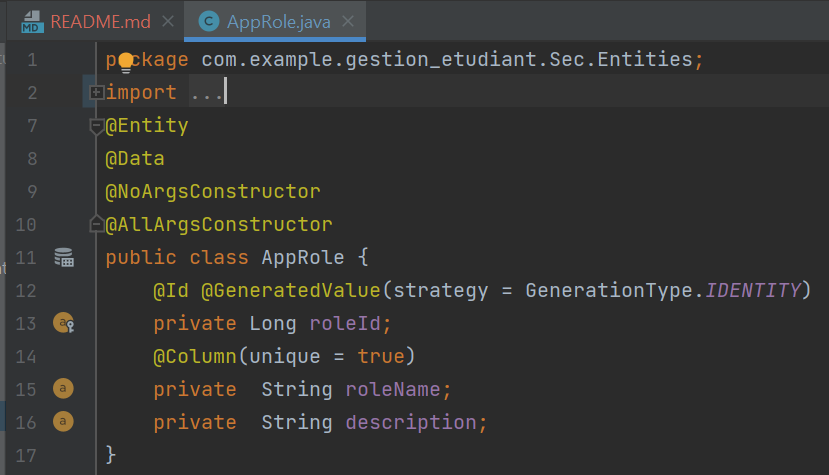 README.md AppRole.java
1 package com.example.gestion_etudiant.Sec.Entities;
2 import ...
7 @Entity
8 @Data
9 @NoArgsConstructor
10 @AllArgsConstructor
11 public class AppRole {
12 @Id @GeneratedValue(strategy = GenerationType.IDENTITY)
13 private Long roleId;
14 @Column(unique = true)
15 private  String roleName;
16 private  String description;
17 }